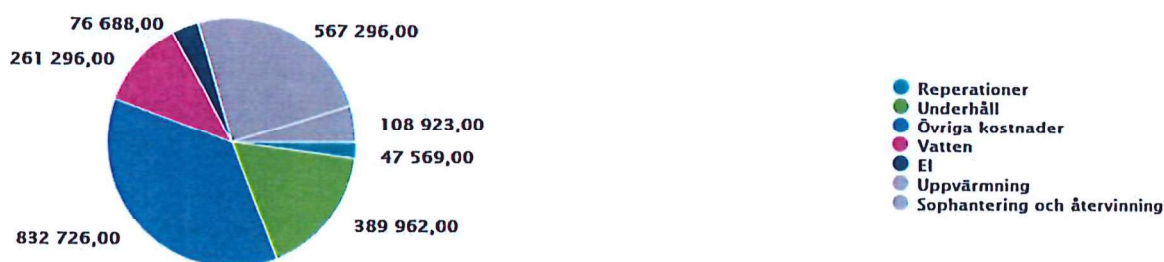 76 688,00
567 296,00
261 296,00
108 923,00
47 569,00
389 962,00
832 726,00
Reperationer
Underhåll
Övriga kostnader
Vatten
El
Uppvärmning
Sophantering och återvinning